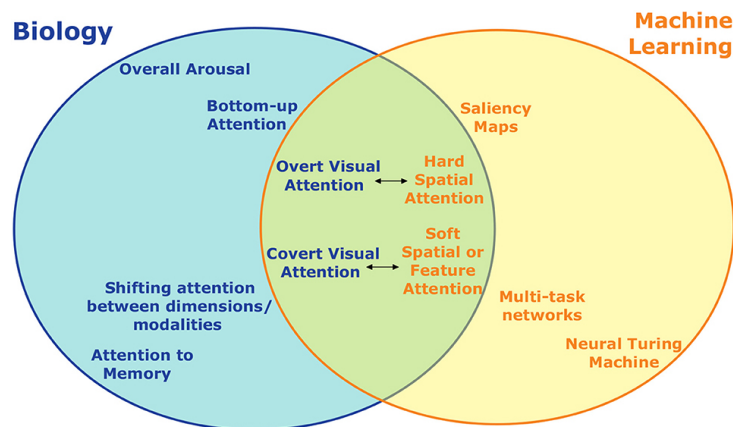 Biology
Machine
Learning
Overall Arousal
Bottom-up
Attention
Saliency
Maps
Overt Visual
Attention
Hard
Spatial
Attention
Covert Visual
Attention
Soft
Spatial or
Feature
Attention
Shifting attention
between dimensions/
modalities
Multi-task
networks
Attention to
Memory
Neural Turing
Machine